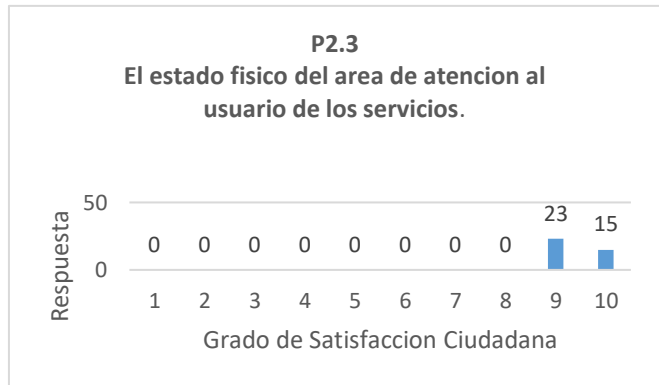 P2.3
El estado fisico del area de atencion al
usuario de los servicios.
Respuesta
50
0
0 0 0 0 0 0 0 0 23 15
1 2 3 4 5 6 7 8 9 10
Grado de Satisfaccion Ciudadana